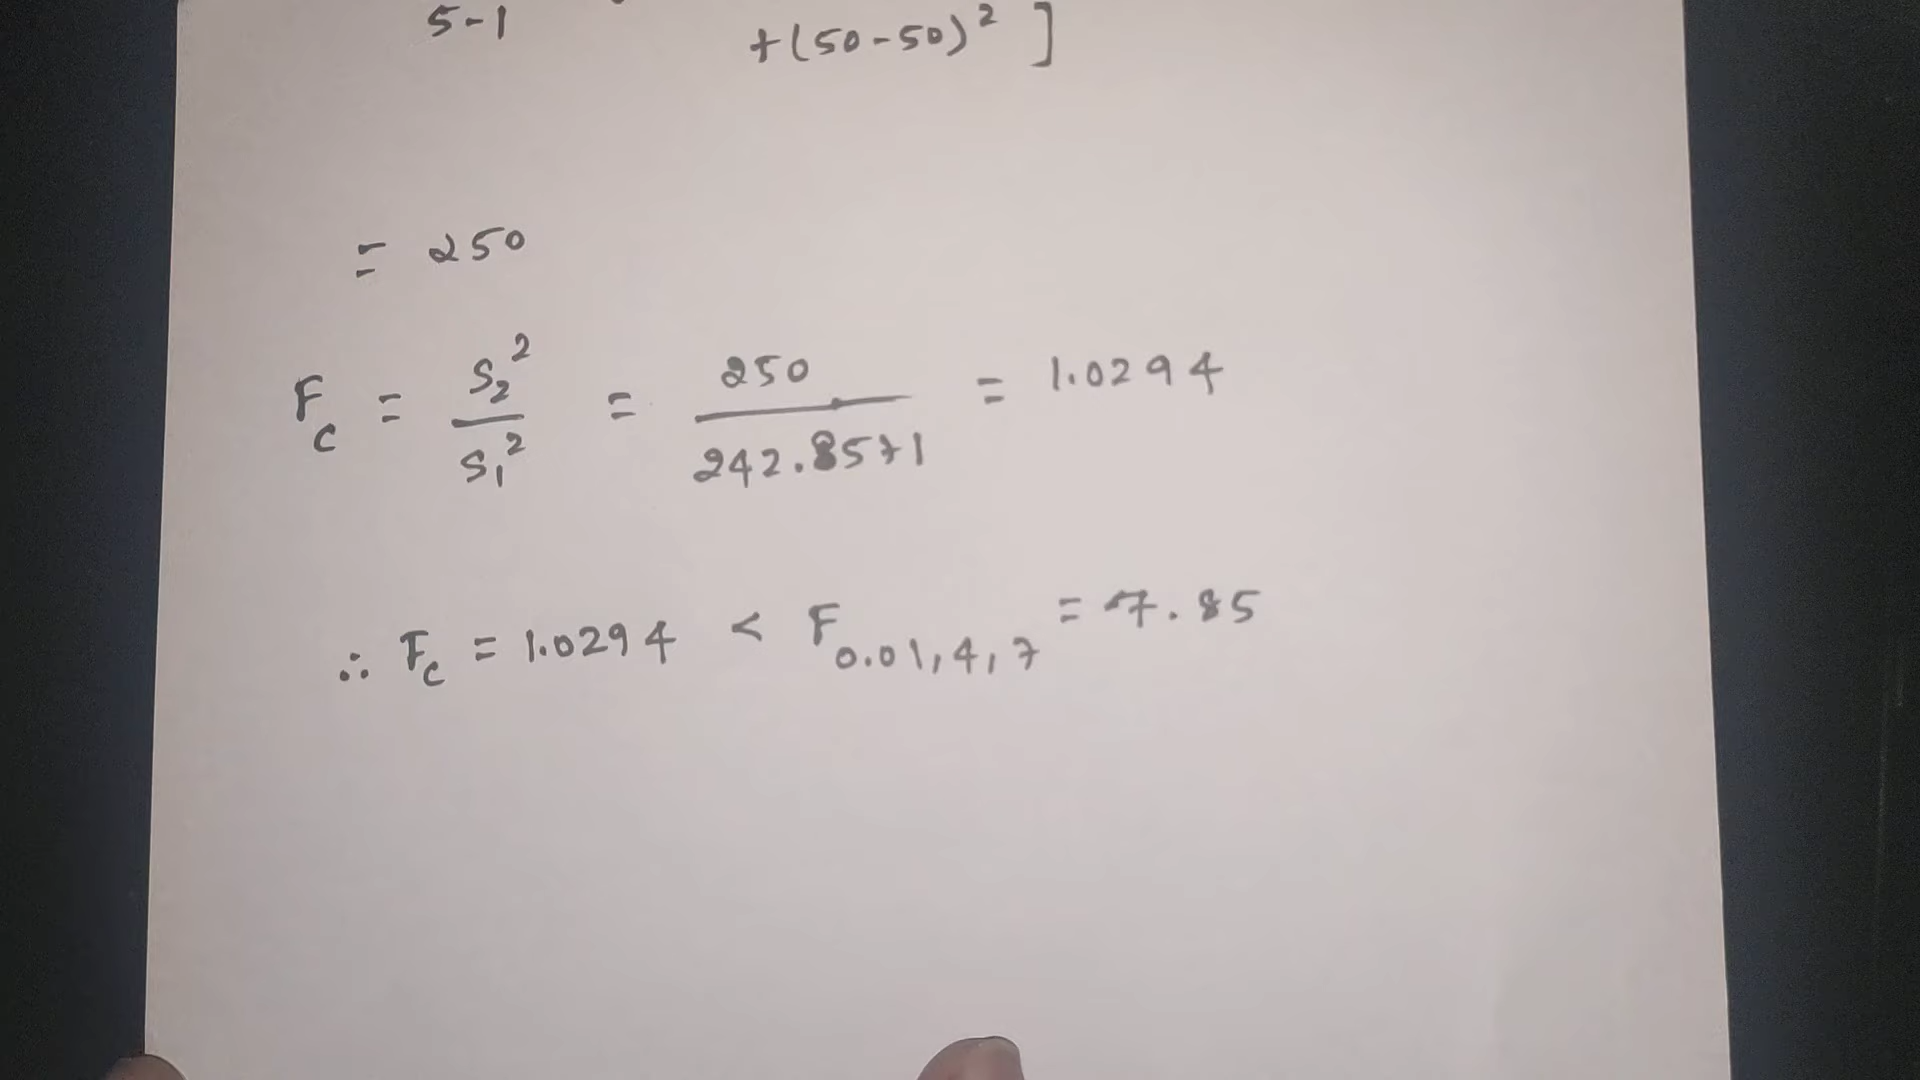 5-1 +(50-50)² ]
= 250
F_c = S₂²/S₁² = 250/242.8571 = 1.0294
∴ F_c = 1.0294 < F_0.01,4,7 = 7.85